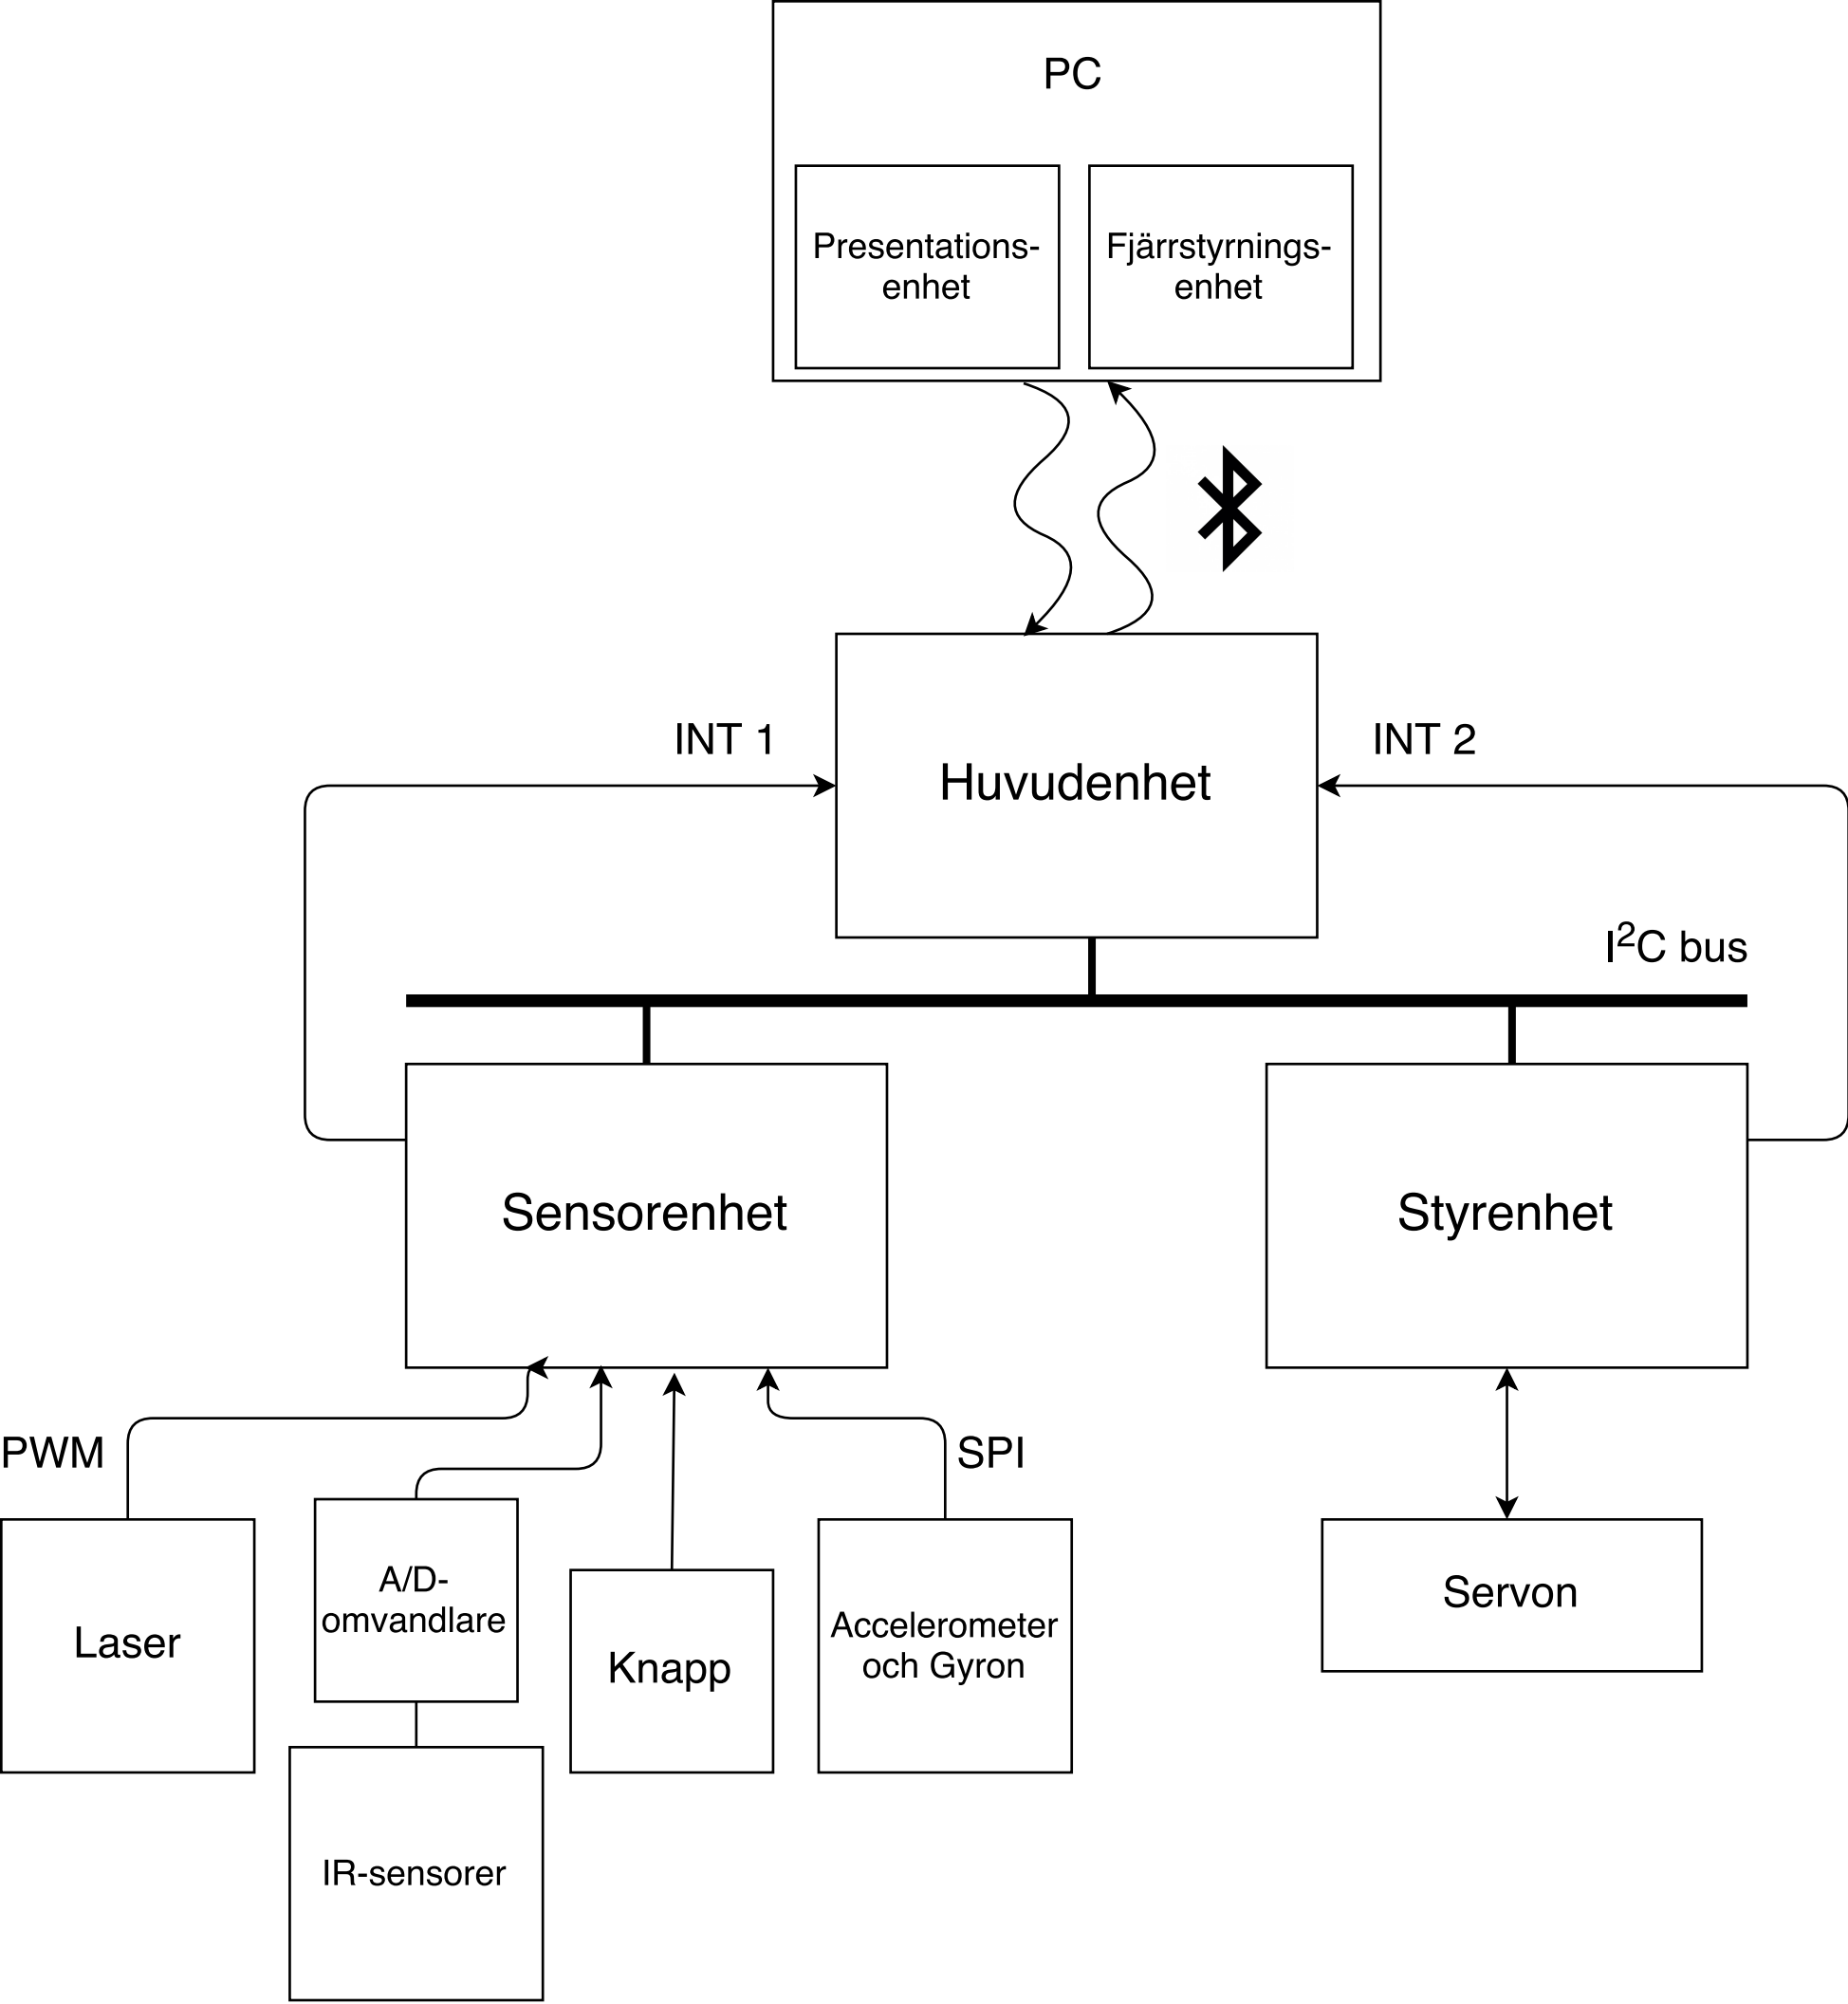 PC
Presentations-
enhet
Fjärrstyrnings-
enhet
INT 1
Huvudenhet
INT 2
I²C bus
Sensorenhet
Styrenhet
PWM
SPI
Laser
A/D-
omvandlare
Knapp
Accelerometer
och Gyron
Servon
IR-sensorer